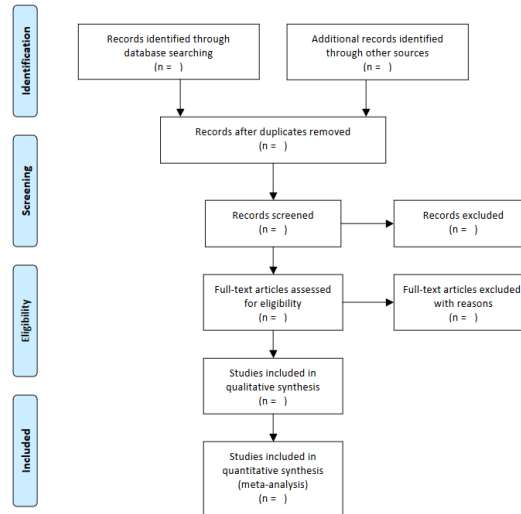 Identification
Records identified through
database searching
(n =   )
Additional records identified
through other sources
(n =   )
Records after duplicates removed
(n =   )
Screening
Records screened
(n =   )
Records excluded
(n =   )
Eligibility
Full-text articles assessed
for eligibility
(n =   )
Full-text articles excluded
with reasons
(n =   )
Studies included in
qualitative synthesis
(n =   )
Included
Studies included in
quantitative synthesis
(meta-analysis)
(n =   )